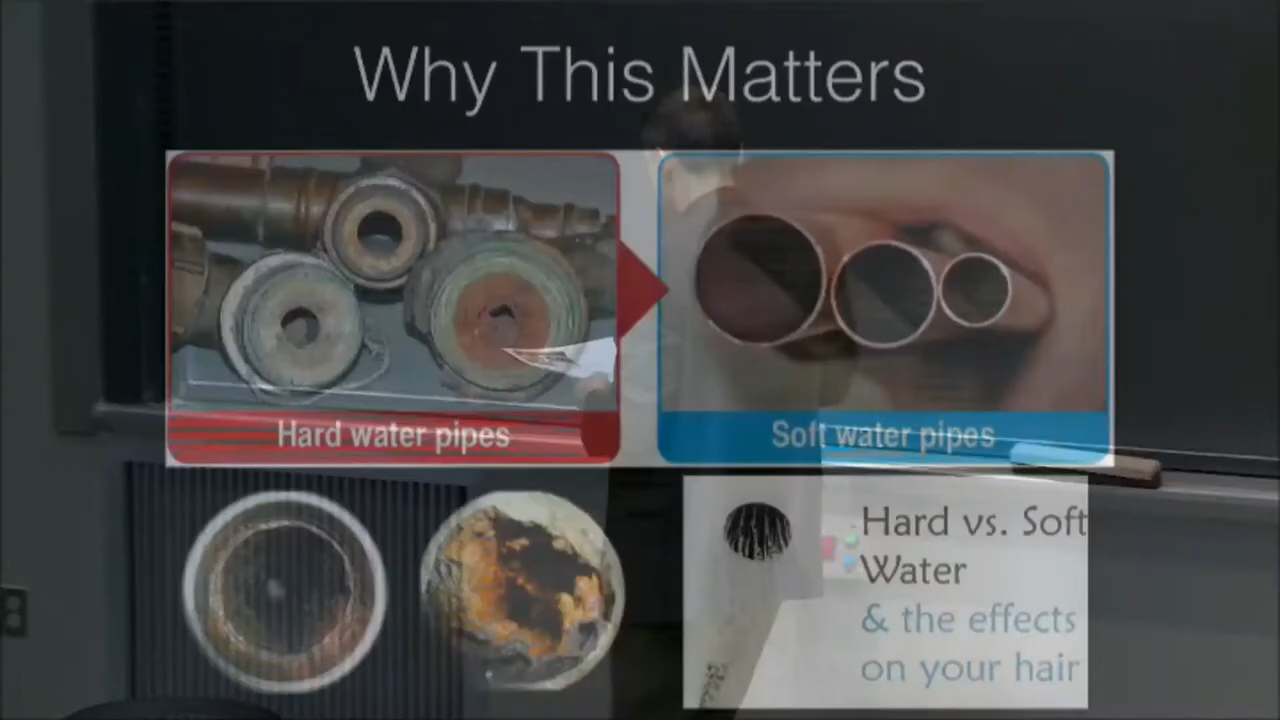 Why This Matters
Hard water pipes
Soft water pipes
Hard vs. Soft
Water
& the effects
on your hair